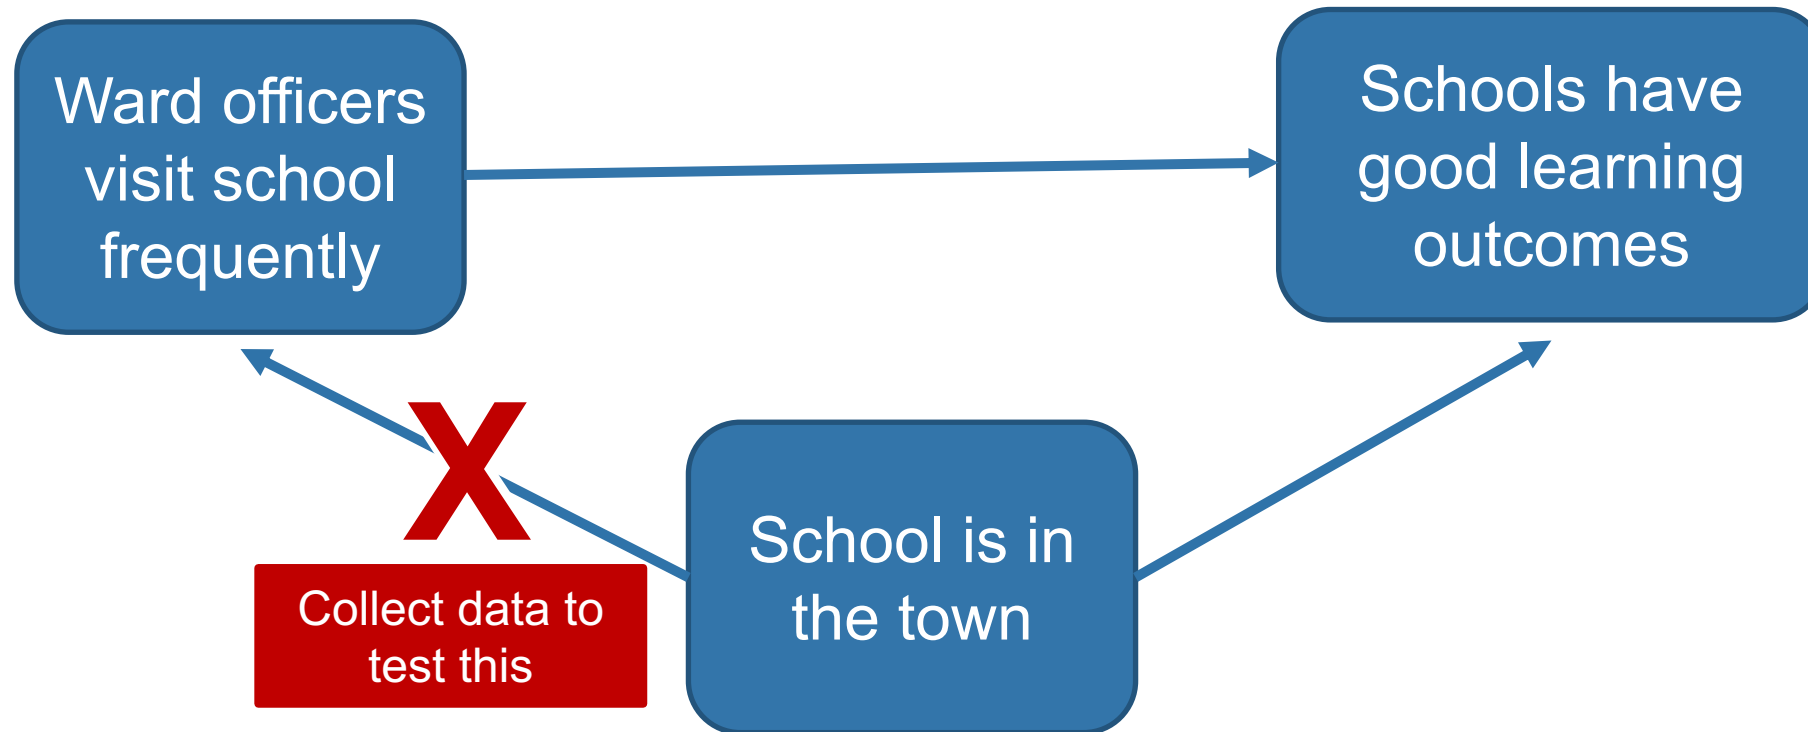 Ward officers
visit school
frequently
Schools have
good learning
outcomes
X
Collect data to
test this
School is in
the town